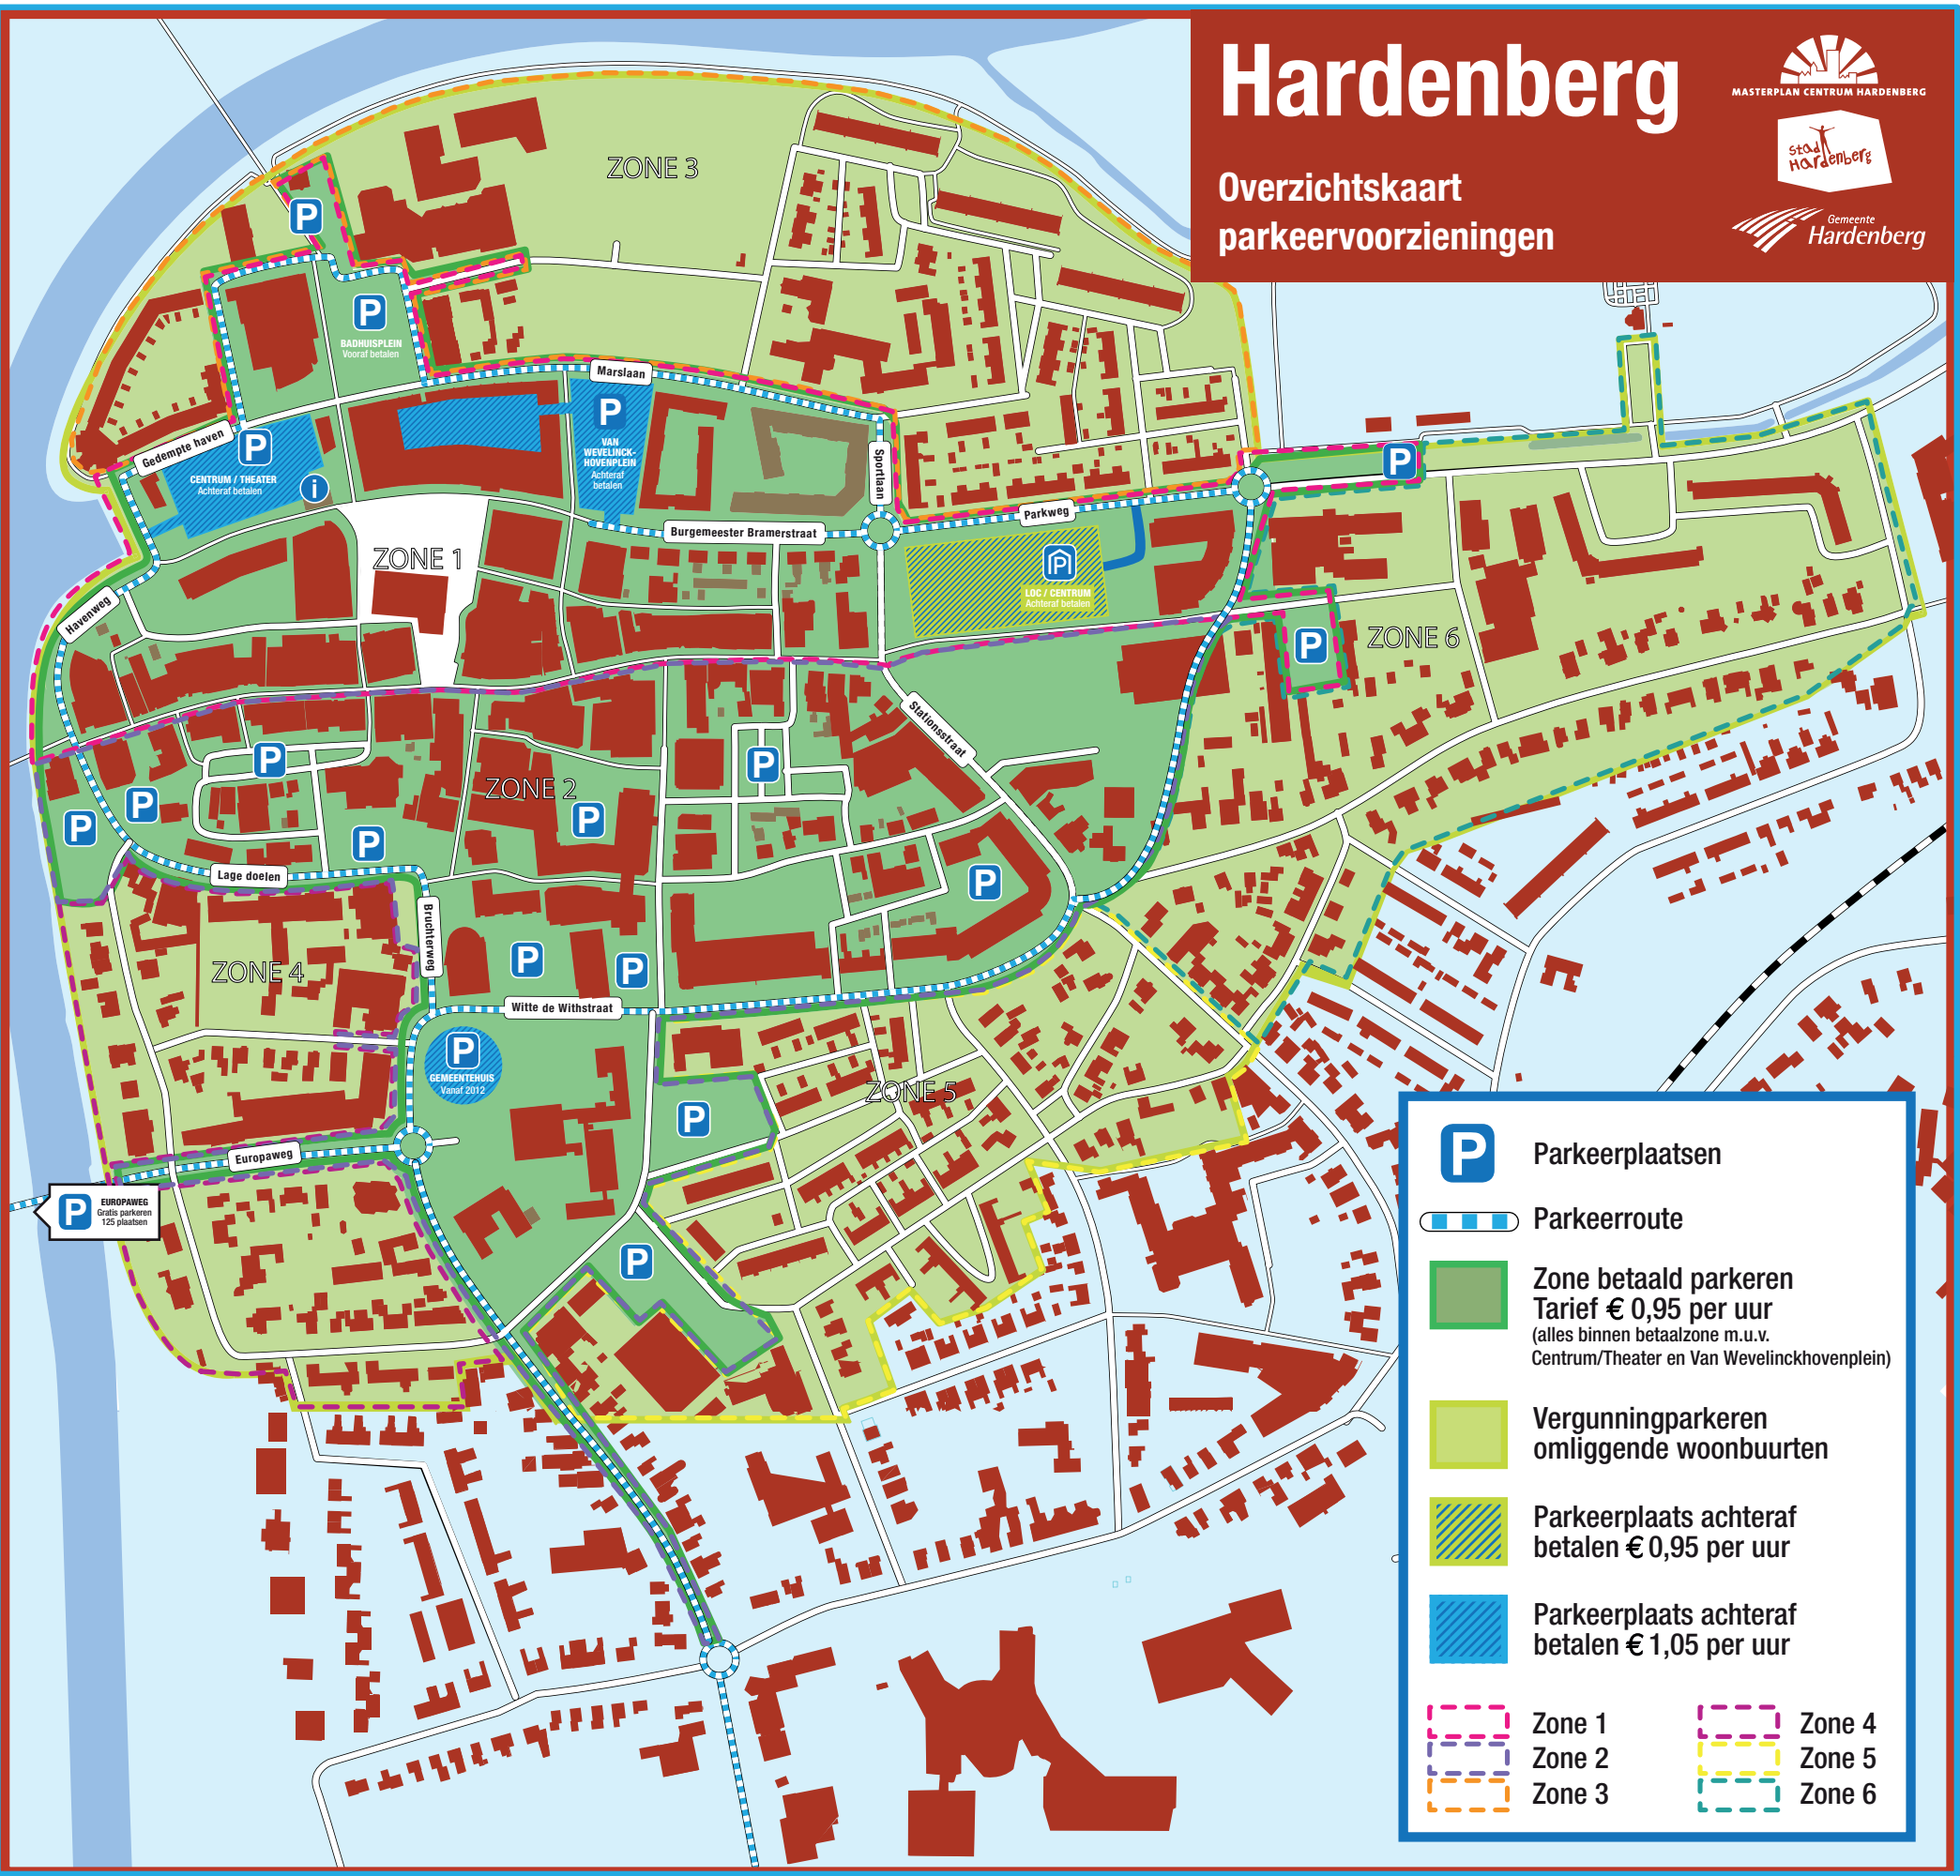 Hardenberg
Overzichtskaart
parkeervoorzieningen
MASTERPLAN CENTRUM HARDENBERG
Stad
Hardenberg
Gemeente
Hardenberg
ZONE 3
P
P
BADHUISPLEIN
Vooraf betalen
Marslaan
P
VAN
WEVELINCK-
HOVENPLEIN
Achteraf
betalen
Gedempte haven
P
CENTRUM / THEATER
Achteraf betalen
i
Sportlaan
P
Parkweg
Burgemeester Bramerstraat
ZONE 1
P
LOC / CENTRUM
Achteraf betalen
Havenweg
ZONE 6
P
Stationsstraat
P
P
ZONE 2
P
P
P
P
P
Lage doelen
Bruchterweg
ZONE 4
P
P
Witte de Withstraat
P
GEMEENTEHUIS
Vanaf 2012
ZONE 5
P
Europaweg
P
EUROPAWEG
Gratis parkeren
125 plaatsen
P
P
Parkeerplaatsen
Parkeerroute
Zone betaald parkeren
Tarief € 0,95 per uur
(alles binnen betaalzone m.u.v.
Centrum/Theater en Van Wevelinckhovenplein)
Vergunningparkeren
omliggende woonbuurten
Parkeerplaats achteraf
betalen € 0,95 per uur
Parkeerplaats achteraf
betalen € 1,05 per uur
Zone 1
Zone 2
Zone 3
Zone 4
Zone 5
Zone 6